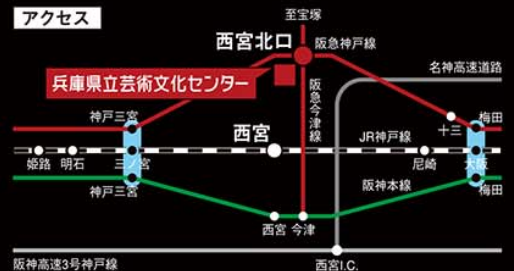 アクセス
至宝塚
西宮北口
阪急神戸線
名神高速道路
兵庫県立芸術文化センター
阪急今津線
神戸三宮
十三
梅田
西宮
JR神戸線
姫路
明石
三ノ宮
尼崎
大阪
神戸三宮
阪神本線
梅田
西宮
今津
阪神高速3号神戸線
西宮I.C.